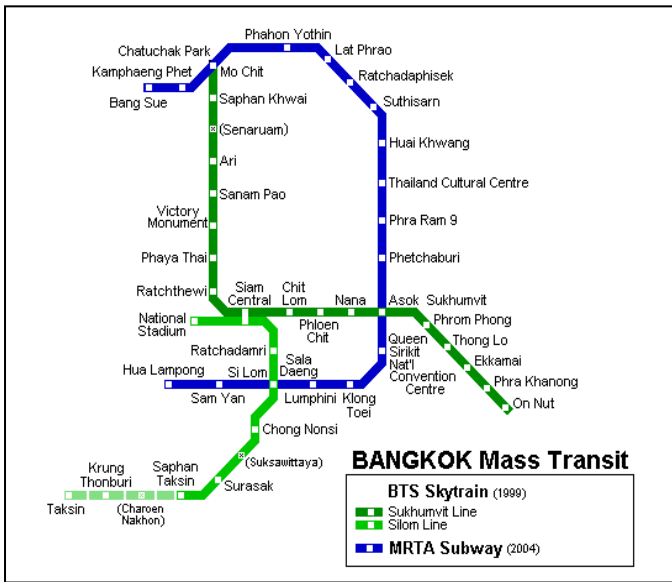 Phahon Yothin
Chatuchak Park
Lat Phrao
Kamphaeng Phet
Mo Chit
Ratchadaphisek
Bang Sue
Saphan Khwai
Suthisarn
(Senaruam)
Huai Khwang
Ari
Thailand Cultural Centre
Sanam Pao
Victory
Monument
Phra Ram 9
Phaya Thai
Phetchaburi
Ratchthewi
Siam
Central
Chit
Lom
Nana
Asok
Sukhumvit
National
Stadium
Phloen
Chit
Phrom Phong
Thong Lo
Ratchadamri
Queen
Sirikit
Nat'l
Convention
Centre
Ekkamai
Hua Lampong
Si Lom
Sala
Daeng
Phra Khanong
Sam Yan
Lumphini
Klong
Toei
On Nut
Chong Nonsi
(Suksawittaya)
Krung
Thonburi
Saphan
Taksin
Surasak
Taksin
(Charoen
Nakhon)
BANGKOK Mass Transit
BTS Skytrain (1999)
Sukhumvit Line
Silom Line
MRTA Subway (2004)